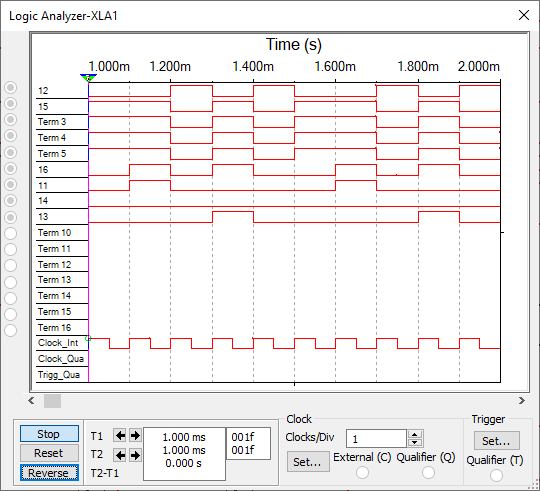 Logic Analyzer-XLA1
Time (s)
1.000m 1.200m 1.400m 1.600m 1.800m 2.000m
12
15
Term 3
Term 4
Term 5
16
11
14
13
Term 10
Term 11
Term 12
Term 13
Term 14
Term 15
Term 16
Clock_Int
Clock_Qua
Trigg_Qua
Stop
Reset
Reverse
T1
T2
T2-T1
1.000 ms 001f
1.000 ms 001f
0.000 s
Clock
Clocks/Div 1
Set... External (C) Qualifier (Q)
Trigger
Set...
Qualifier (T)